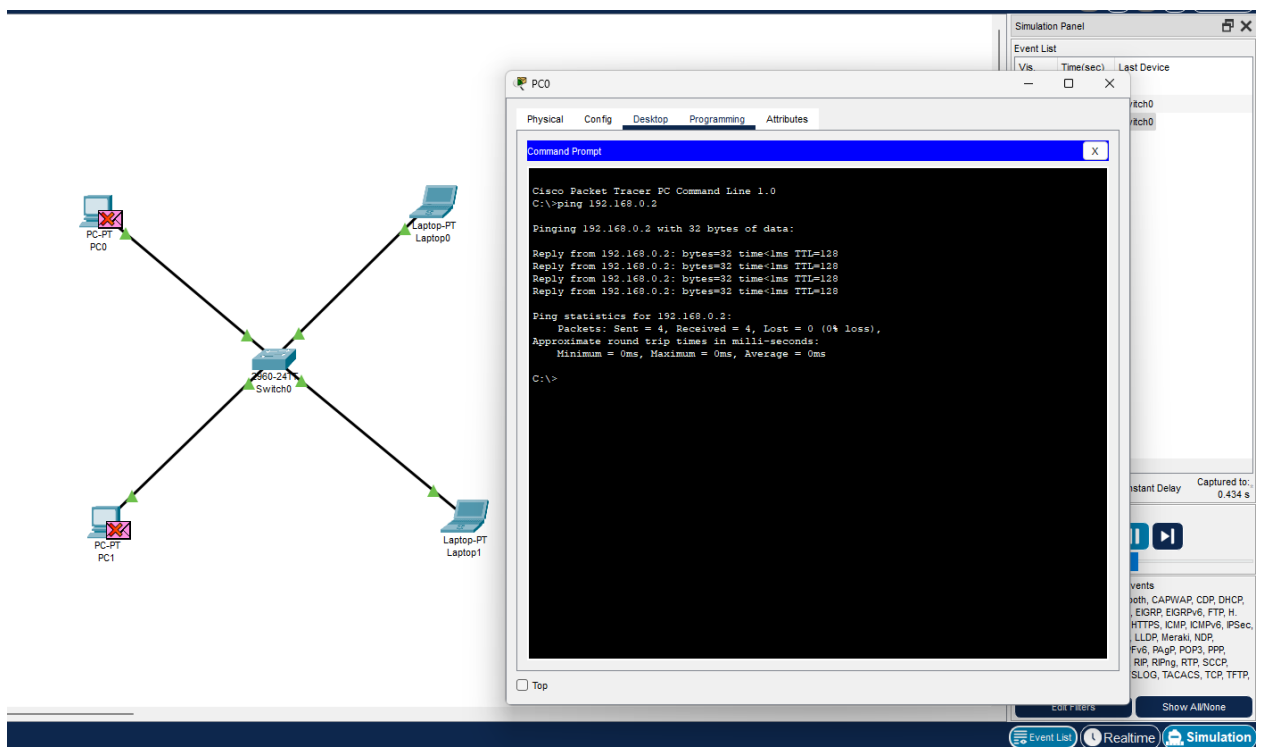 Simulation Panel
Event List
Vis. Time(sec) Last Device
PC0
Physical Config Desktop Programming Attributes
Command Prompt
X
Cisco Packet Tracer PC Command Line 1.0
C:\>ping 192.168.0.2
Pinging 192.168.0.2 with 32 bytes of data:
Reply from 192.168.0.2: bytes=32 time<1ms TTL=128
Reply from 192.168.0.2: bytes=32 time<1ms TTL=128
Reply from 192.168.0.2: bytes=32 time<1ms TTL=128
Reply from 192.168.0.2: bytes=32 time<1ms TTL=128
Ping statistics for 192.168.0.2:
Packets: Sent = 4, Received = 4, Lost = 0 (0% loss),
Approximate round trip times in milli-seconds:
Minimum = 0ms, Maximum = 0ms, Average = 0ms
C:\>
Top
PC-PT
PC0
Laptop-PT
Laptop0
2960-24TT
Switch0
PC-PT
PC1
Laptop-PT
Laptop1
itch0
itch0
nstant Delay
Captured to:
0.434 s
vents
ooth, CAPWAP, CDP, DHCP,
, EIGRP, EIGRPv6, FTP, H.
HTTPS, ICMP, ICMPv6, IPSec,
, LLDP, Meraki, NDP,
Fv6, PAgP, POP3, PPP,
RIP, RIPng, RTP, SCCP,
SLOG, TACACS, TCP, TFTP,
Edit Filters
Show All/None
Event List
Realtime
Simulation